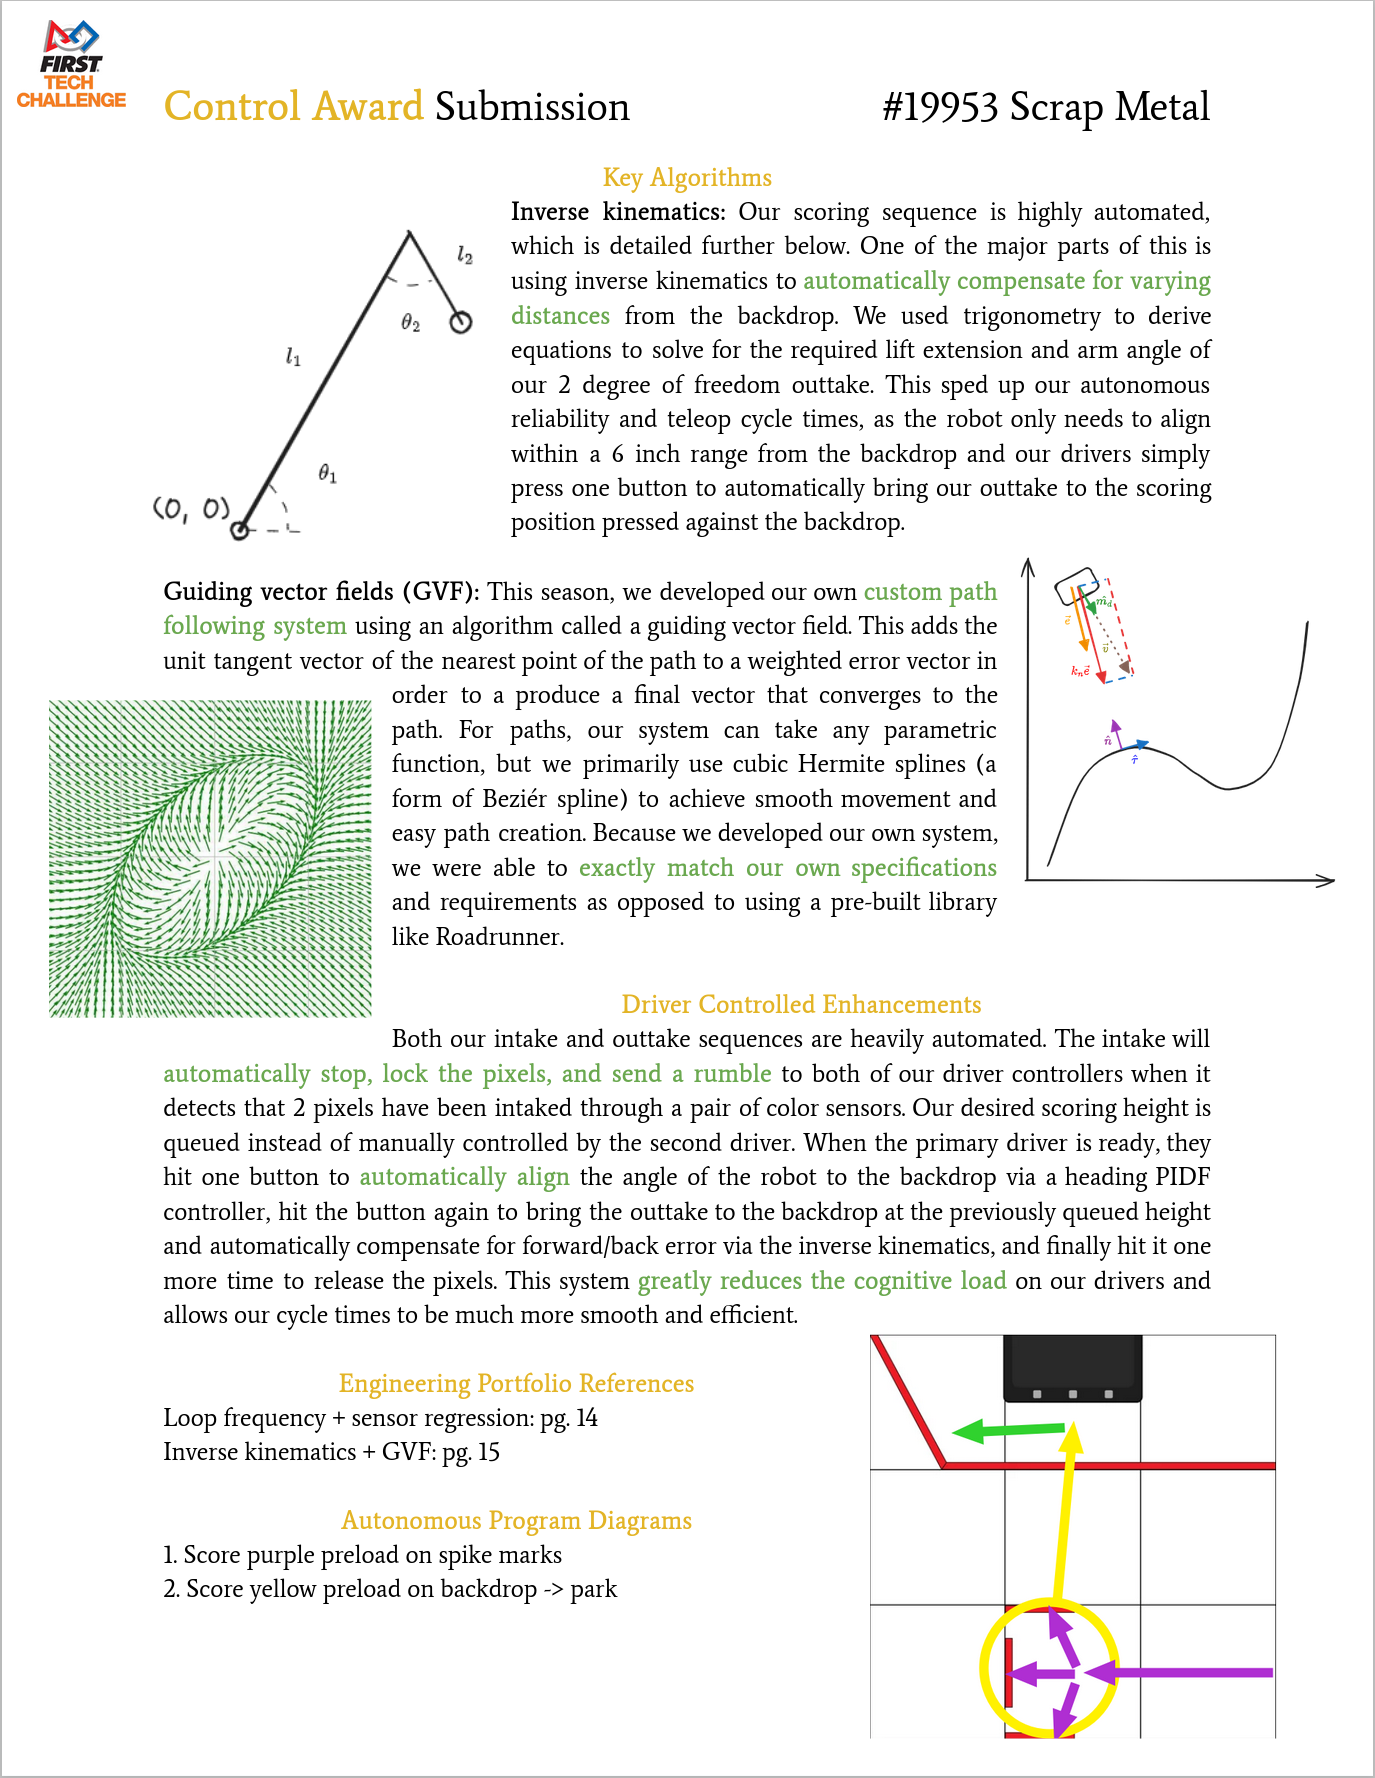 FIRST
TECH
CHALLENGE
Control Award Submission
#19953 Scrap Metal
Key Algorithms
Inverse kinematics: Our scoring sequence is highly automated,
which is detailed further below. One of the major parts of this is
using inverse kinematics to automatically compensate for varying
distances from the backdrop. We used trigonometry to derive
equations to solve for the required lift extension and arm angle of
our 2 degree of freedom outtake. This sped up our autonomous
reliability and teleop cycle times, as the robot only needs to align
within a 6 inch range from the backdrop and our drivers simply
press one button to automatically bring our outtake to the scoring
position pressed against the backdrop.
l₂
θ₂
l₁
θ₁
(0, 0)
Guiding vector fields (GVF): This season, we developed our own custom path
following system using an algorithm called a guiding vector field. This adds the
unit tangent vector of the nearest point of the path to a weighted error vector in
order to a produce a final vector that converges to the
path. For paths, our system can take any parametric
function, but we primarily use cubic Hermite splines (a
form of Beziér spline) to achieve smooth movement and
easy path creation. Because we developed our own system,
we were able to exactly match our own specifications
and requirements as opposed to using a pre-built library
like Roadrunner.
m̂_d
e⃗
v⃗
kₙe⃗
n̂
τ̂
Driver Controlled Enhancements
Both our intake and outtake sequences are heavily automated. The intake will
automatically stop, lock the pixels, and send a rumble to both of our driver controllers when it
detects that 2 pixels have been intaked through a pair of color sensors. Our desired scoring height is
queued instead of manually controlled by the second driver. When the primary driver is ready, they
hit one button to automatically align the angle of the robot to the backdrop via a heading PIDF
controller, hit the button again to bring the outtake to the backdrop at the previously queued height
and automatically compensate for forward/back error via the inverse kinematics, and finally hit it one
more time to release the pixels. This system greatly reduces the cognitive load on our drivers and
allows our cycle times to be much more smooth and efficient.
Engineering Portfolio References
Loop frequency + sensor regression: pg. 14
Inverse kinematics + GVF: pg. 15
Autonomous Program Diagrams
1. Score purple preload on spike marks
2. Score yellow preload on backdrop -> park